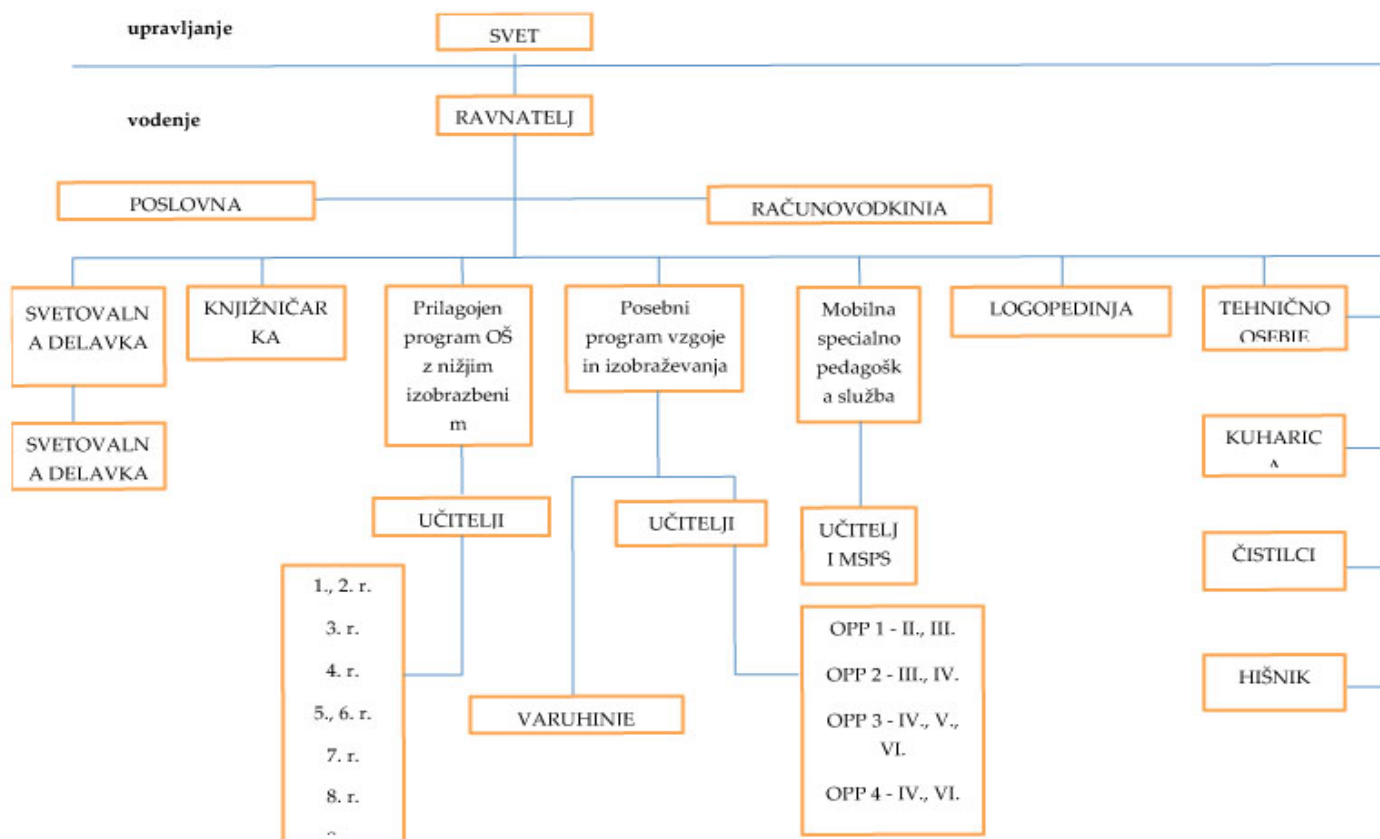 upravljanje
SVET
vodenje
RAVNATELJ
POSLOVNA
RAČUNOVODKINJA
SVETOVALN
A DELAVKA
KNJIŽNIČAR
KA
Prilagojen
program OŠ
z nižjim
izobrazbeni
m
Posebni
program vzgoje
in izobraževanja
Mobilna
specialno
pedagošk
a služba
LOGOPEDINJA
TEHNIČNO
OSEBJE
SVETOVALN
A DELAVKA
KUHARIC
A
UČITELJI
UČITELJI
UČITELJ
I MSPS
ČISTILCI
1., 2. r.
3. r.
4. r.
5., 6. r.
7. r.
8. r.
VARUHINJE
OPP 1 - II., III.
OPP 2 - III., IV.
OPP 3 - IV., V.,
VI.
OPP 4 - IV., VI.
HIŠNIK